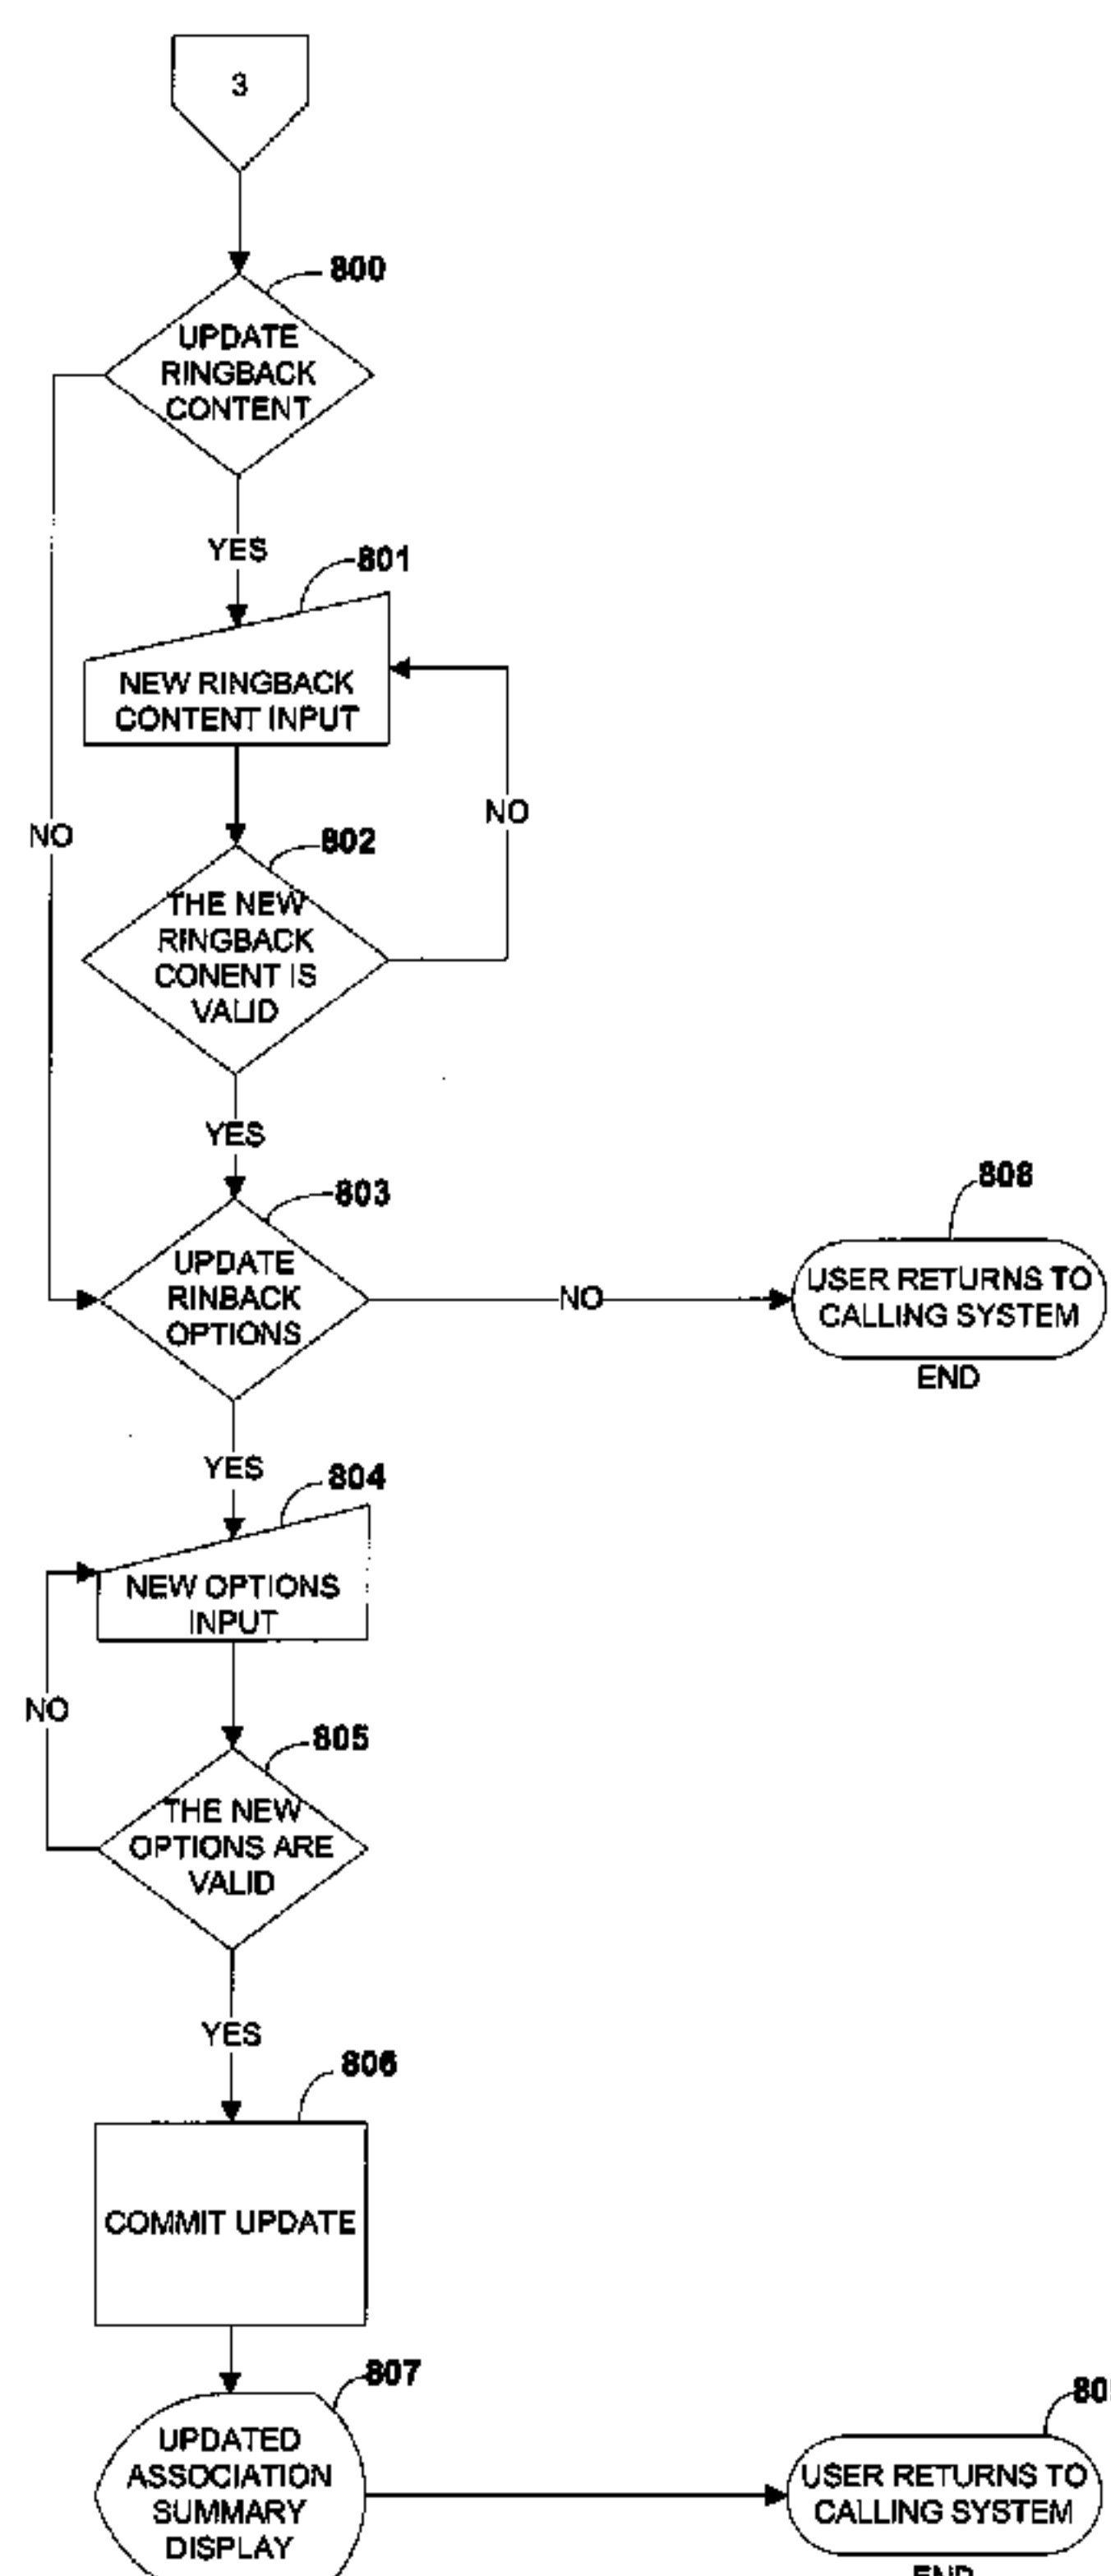 3
800
UPDATE
RINGBACK
CONTENT
YES
801
NEW RINGBACK
CONTENT INPUT
NO
NO
802
THE NEW
RINGBACK
CONENT IS
VALID
YES
803
UPDATE
RINBACK
OPTIONS
NO
808
USER RETURNS TO
CALLING SYSTEM
END
YES
804
NEW OPTIONS
INPUT
NO
805
THE NEW
OPTIONS ARE
VALID
YES
806
COMMIT UPDATE
807
UPDATED
ASSOCIATION
SUMMARY
DISPLAY
USER RETURNS TO
CALLING SYSTEM
END